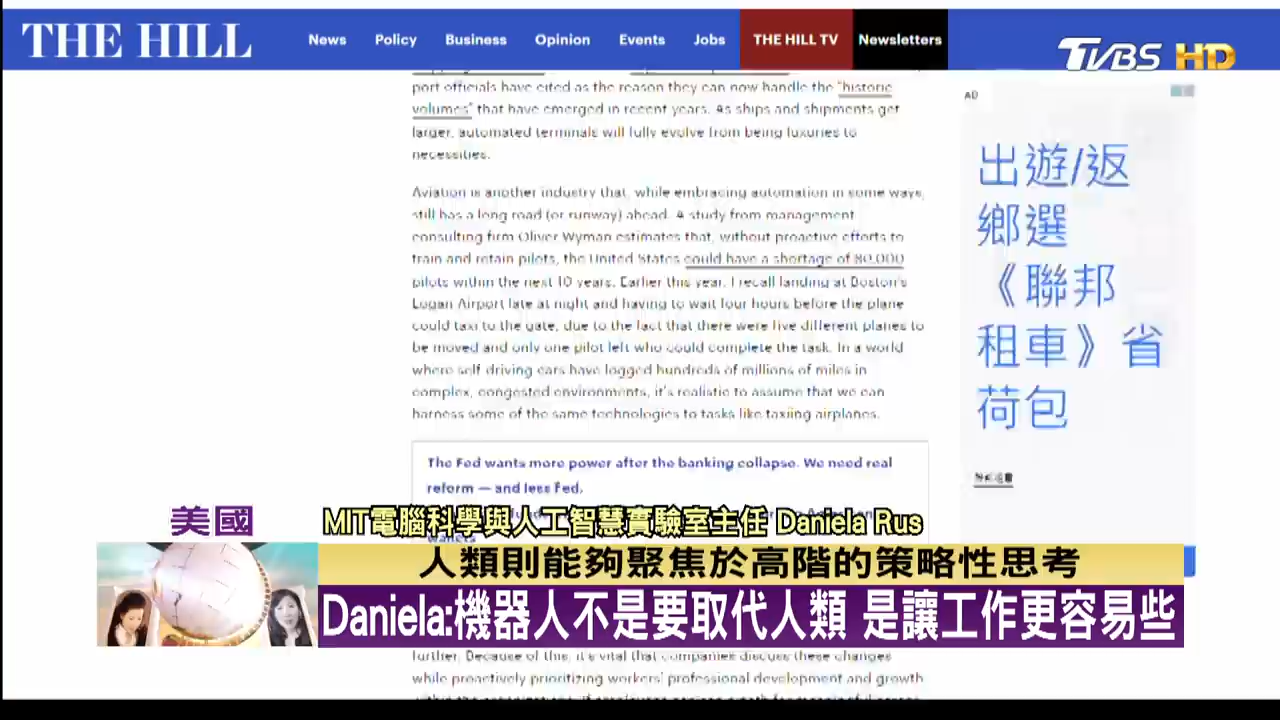 THE HILL
News Policy Business Opinion Events Jobs THE HILL TV Newsletters
TVBS HD
port officials have cited as the reason they can now handle the "historic
volumes" that have emerged in recent years. As ships and shipments get
larger, automated terminals will fully evolve from being luxuries to
necessities.
Aviation is another industry that, while embracing automation in some ways,
still has a long road (or runway) ahead. A study from management
consulting firm Oliver Wyman estimates that, without proactive efforts to
train and retain pilots, the United States could have a shortage of 80,000
pilots within the next 10 years. Earlier this year, I recall landing at Boston's
Logan Airport late at night and having to wait four hours before the plane
could taxi to the gate, due to the fact that there were five different planes to
be moved and only one pilot left who could complete the task. In a world
where self-driving cars have logged hundreds of millions of miles in
complex, congested environments, it's realistic to assume that we can
harness some of the same technologies to tasks like taxiing airplanes.
AD
出遊/返
鄉選
《聯邦
租車》省
荷包
The Fed wants more power after the banking collapse. We need real
reform — and less Fed.
美國
MIT電腦科學與人工智慧實驗室主任 Daniela Rus
人類則能夠聚焦於高階的策略性思考
Daniela:機器人不是要取代人類 是讓工作更容易些
further. Because of this, it's vital that companies discuss these changes
while proactively prioritizing workers' professional development and growth